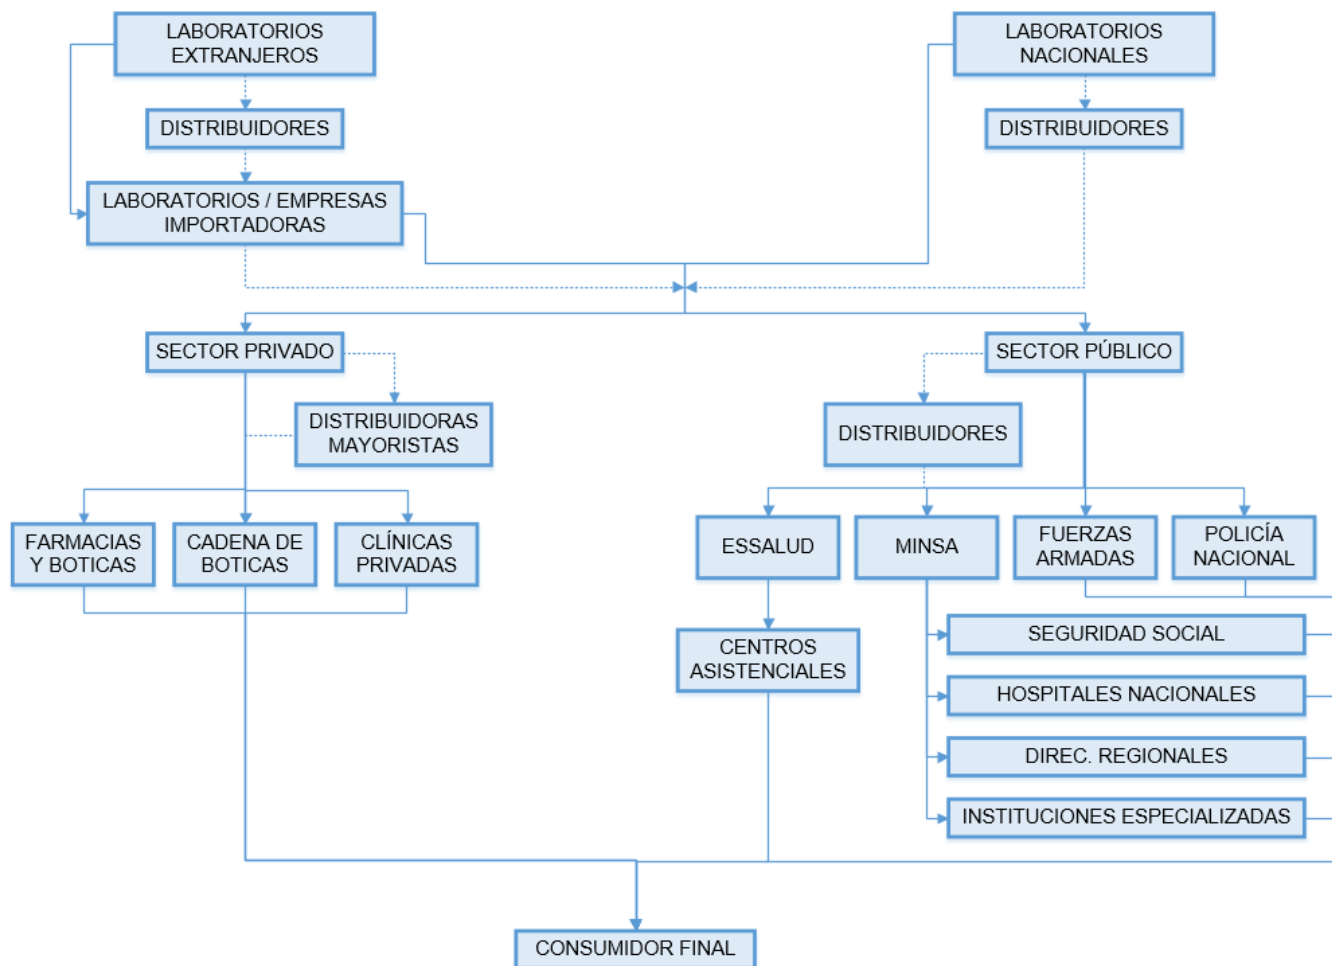 LABORATORIOS
EXTRANJEROS
LABORATORIOS
NACIONALES
DISTRIBUIDORES
DISTRIBUIDORES
LABORATORIOS / EMPRESAS
IMPORTADORAS
SECTOR PRIVADO
SECTOR PÚBLICO
DISTRIBUIDORAS
MAYORISTAS
DISTRIBUIDORES
FARMACIAS
Y BOTICAS
CADENA DE
BOTICAS
CLÍNICAS
PRIVADAS
ESSALUD
MINSA
FUERZAS
ARMADAS
POLICÍA
NACIONAL
CENTROS
ASISTENCIALES
SEGURIDAD SOCIAL
HOSPITALES NACIONALES
DIREC. REGIONALES
INSTITUCIONES ESPECIALIZADAS
CONSUMIDOR FINAL